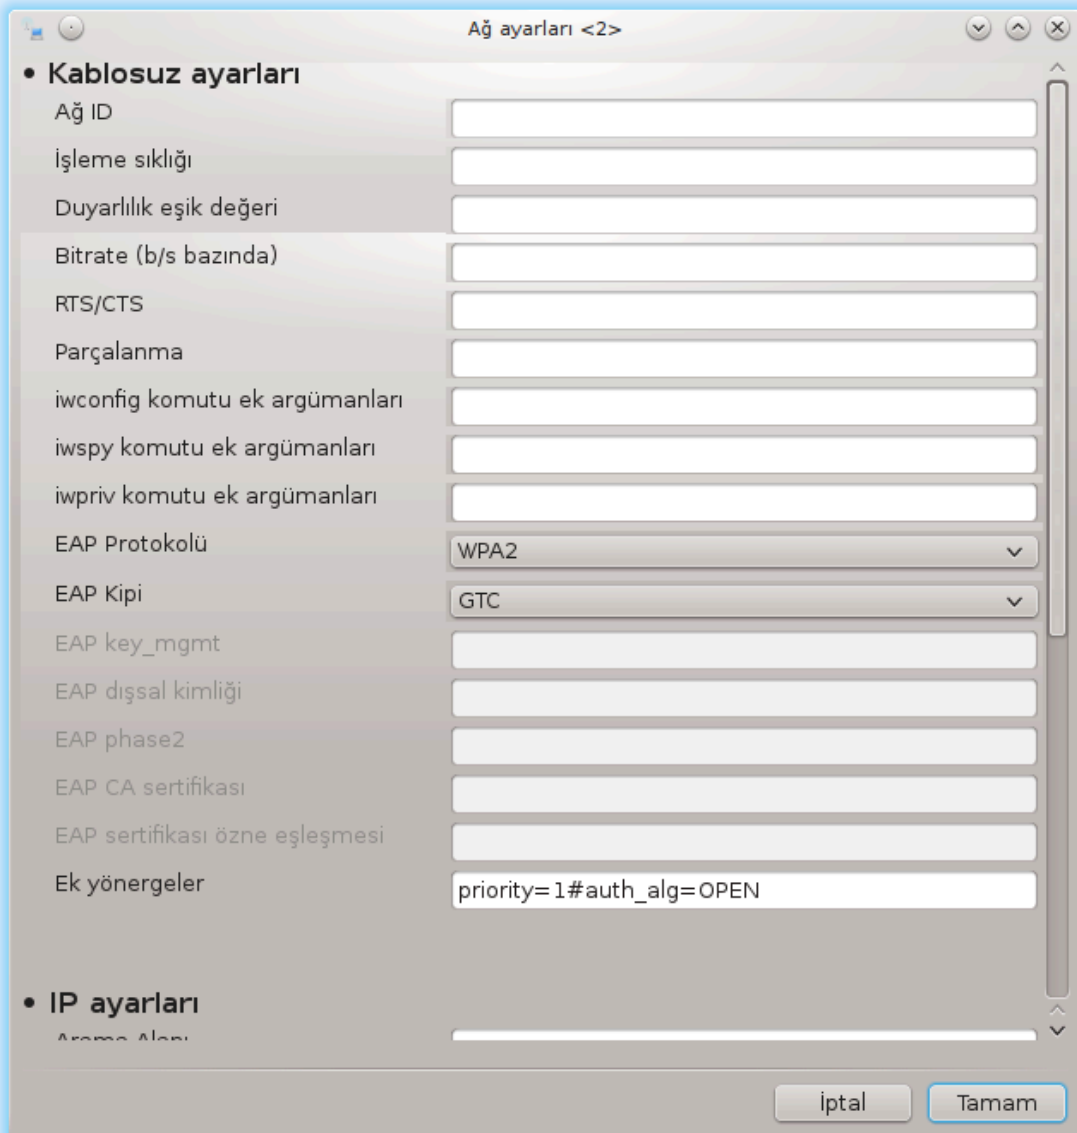 Ağ ayarları <2>
• Kablosuz ayarları
Ağ ID
İşleme sıklığı
Duyarlılık eşik değeri
Bitrate (b/s bazında)
RTS/CTS
Parçalanma
iwconfig komutu ek argümanları
iwspy komutu ek argümanları
iwpriv komutu ek argümanları
EAP Protokolü WPA2
EAP Kipi GTC
EAP key_mgmt
EAP dışsal kimliği
EAP phase2
EAP CA sertifikası
EAP sertifikası özne eşleşmesi
Ek yönergeler priority=1#auth_alg=OPEN
• IP ayarları
Arama Alanı
İptal Tamam